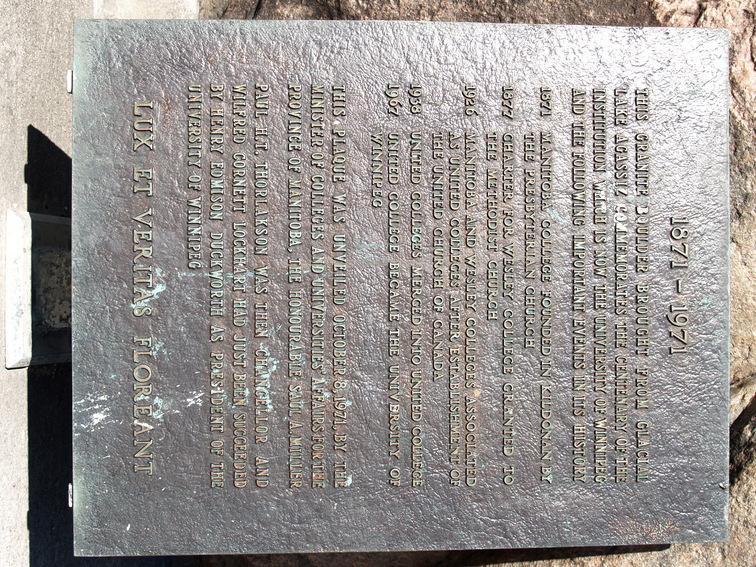 1871 – 1971
THIS GRANITE BOULDER BROUGHT FROM GLACIAL
LAKE AGASSIZ COMMEMORATES THE CENTENARY OF THE
INSTITUTION WHICH IS NOW THE UNIVERSITY OF WINNIPEG
AND THE FOLLOWING IMPORTANT EVENTS IN ITS HISTORY
1871 MANITOBA COLLEGE FOUNDED IN KILDONAN BY
THE PRESBYTERIAN CHURCH
1877 CHARTER FOR WESLEY COLLEGE GRANTED TO
THE METHODIST CHURCH
1926 MANITOBA AND WESLEY COLLEGES ASSOCIATED
AS UNITED COLLEGES AFTER ESTABLISHMENT OF
THE UNITED CHURCH OF CANADA
1938 UNITED COLLEGES MERGED INTO UNITED COLLEGE
1967 UNITED COLLEGE BECAME THE UNIVERSITY OF
WINNIPEG
THIS PLAQUE WAS UNVEILED OCTOBER 8, 1971, BY THE
MINISTER OF COLLEGES AND UNIVERSITIES AFFAIRS FOR THE
PROVINCE OF MANITOBA, THE HONOURABLE SAUL A. MILLER
PAUL H.T. THORLAKSON WAS THEN CHANCELLOR AND
WILFRED CORNETT LOCKHART HAD JUST BEEN SUCCEEDED
BY HENRY EDMISON DUCKWORTH AS PRESIDENT OF THE
UNIVERSITY OF WINNIPEG
LUX ET VERITAS FLOREANT